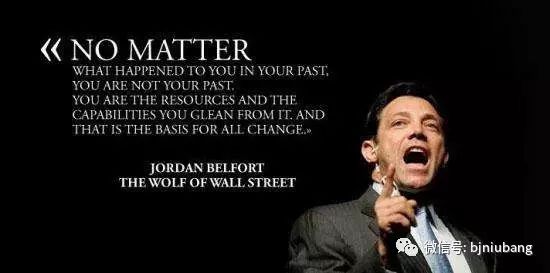 « NO MATTER
WHAT HAPPENED TO YOU IN YOUR PAST,
YOU ARE NOT YOUR PAST.
YOU ARE THE RESOURCES AND THE
CAPABILITIES YOU GLEAN FROM IT. AND
THAT IS THE BASIS FOR ALL CHANGE.»
JORDAN BELFORT
THE WOLF OF WALL STREET
微信号: bjniubang